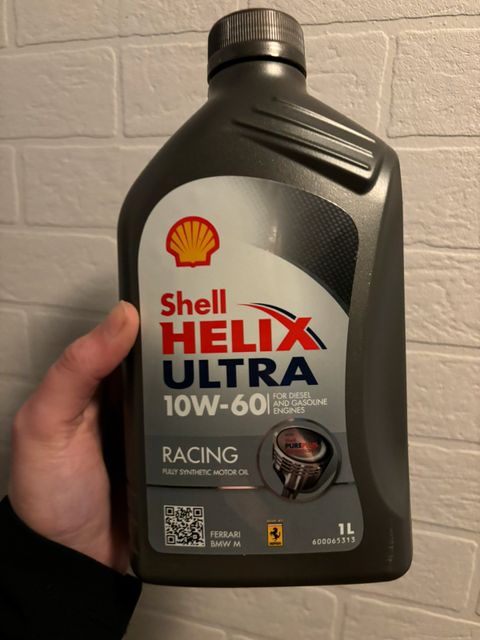 Shell
HELIX
ULTRA
10W-60
FOR DIESEL
AND GASOLINE
ENGINES
RACING
FULLY SYNTHETIC MOTOR OIL
Shell
PUREPLUS
FERRARI
BMW M
1L
600065313